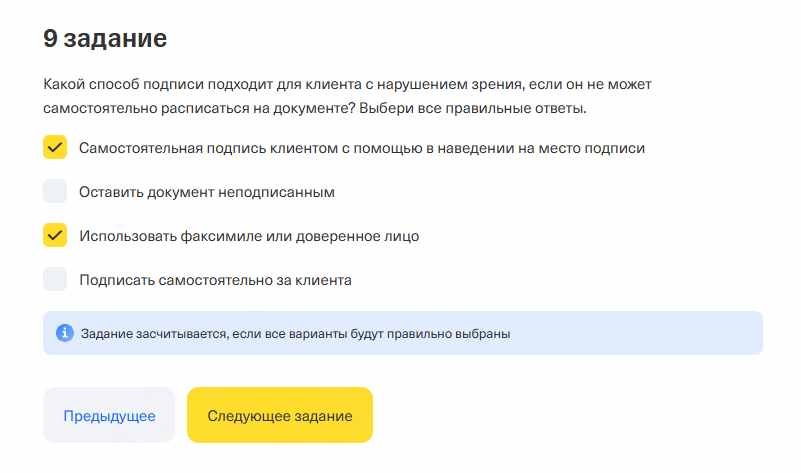 9 задание
Какой способ подписи подходит для клиента с нарушением зрения, если он не может
самостоятельно расписаться на документе? Выбери все правильные ответы.
Самостоятельная подпись клиентом с помощью в наведении на место подписи
Оставить документ неподписанным
Использовать факсимиле или доверенное лицо
Подписать самостоятельно за клиента
Задание засчитывается, если все варианты будут правильно выбраны
Предыдущее
Следующее задание